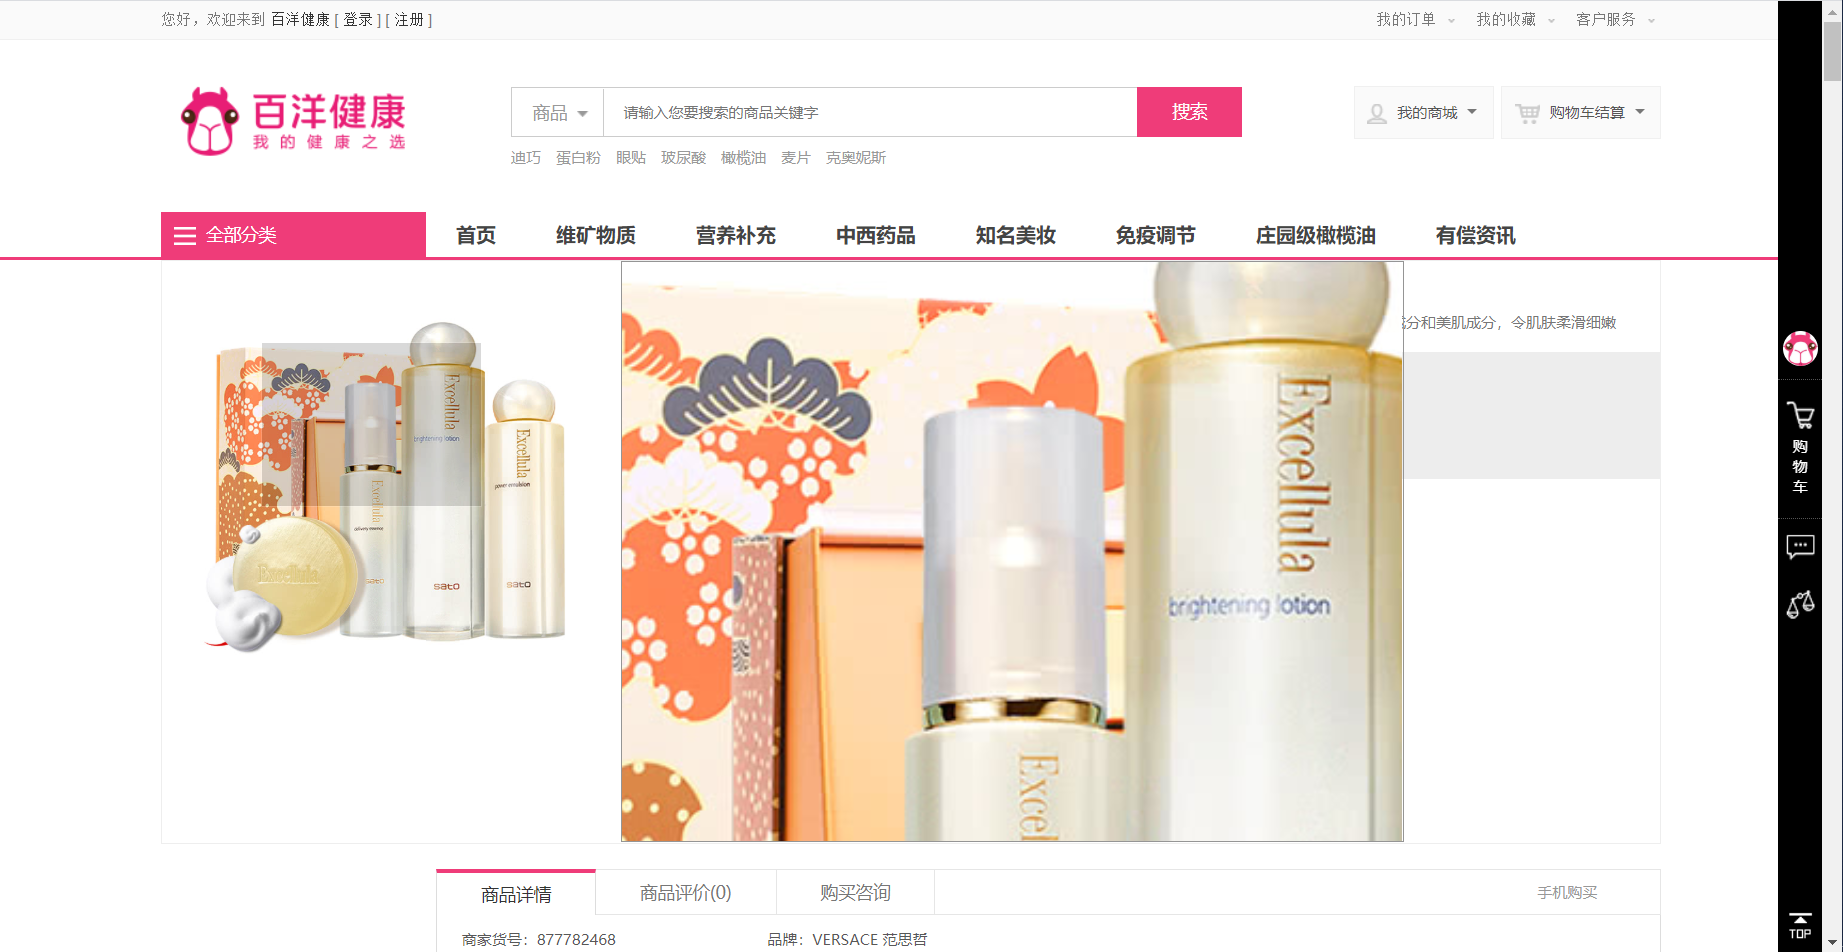 您好，欢迎来到 百洋健康 [ 登录 ] [ 注册 ]
我的订单 我的收藏 客户服务
百洋健康
我的健康之选
商品 请输入您要搜索的商品关键字 搜索
我的商城 购物车结算
迪巧 蛋白粉 眼贴 玻尿酸 橄榄油 麦片 克奥妮斯
全部分类 首页 维矿物质 营养补充 中西药品 知名美妆 免疫调节 庄园级橄榄油 有偿资讯
分和美肌成分，令肌肤柔滑细嫩
Excellula
brightening lotion
Excellula
power emulsion
Excellula
delivery essence
Excellula
sato
sato
sato
Excellula
brightening lotion
Excel
购物车
商品详情 商品评价(0) 购买咨询 手机购买
商家货号：877782468 品牌：VERSACE 范思哲
TOP